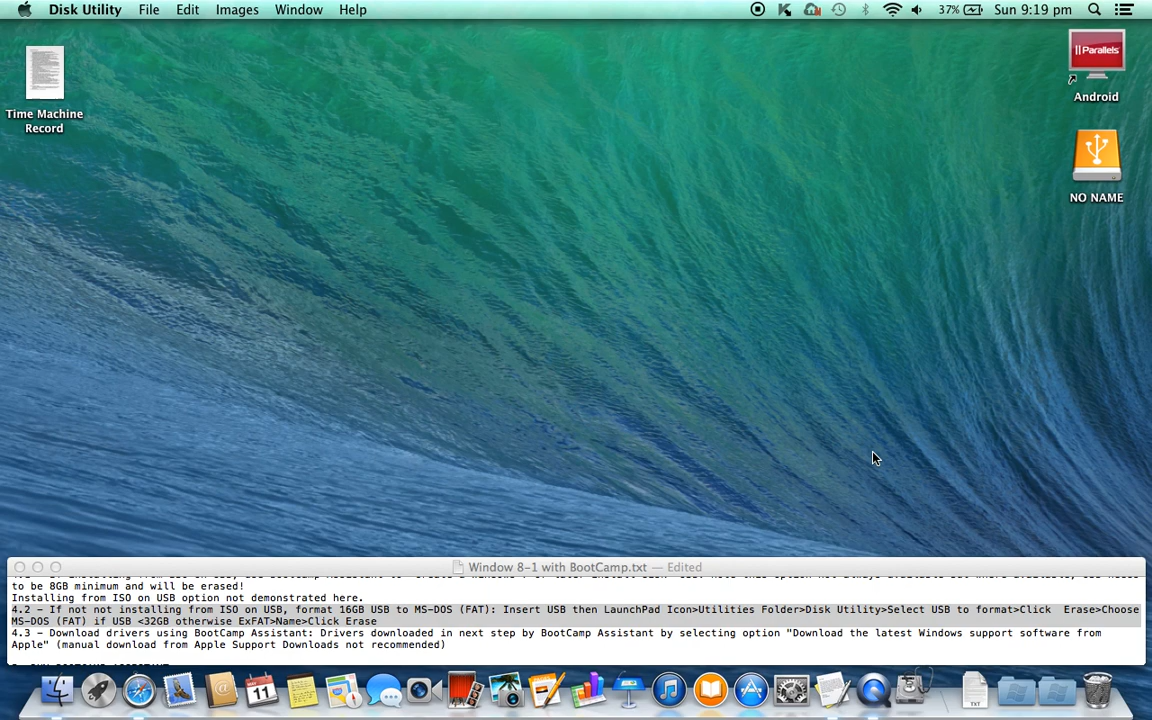 Disk Utility File Edit Images Window Help 37% Sun 9:19 pm
Time Machine
Record
|| Parallels
Android
NO NAME
Window 8-1 with BootCamp.txt — Edited
to be 8GB minimum and will be erased!
Installing from ISO on USB option not demonstrated here.
4.2 - If not not installing from ISO on USB, format 16GB USB to MS-DOS (FAT): Insert USB then LaunchPad Icon>Utilities Folder>Disk Utility>Select USB to format>Click  Erase>Choose
MS-DOS (FAT) if USB <32GB otherwise ExFAT>Name>Click Erase
4.3 - Download drivers using BootCamp Assistant: Drivers downloaded in next step by BootCamp Assistant by selecting option "Download the latest Windows support software from
Apple" (manual download from Apple Support Downloads not recommended)
11
TXT